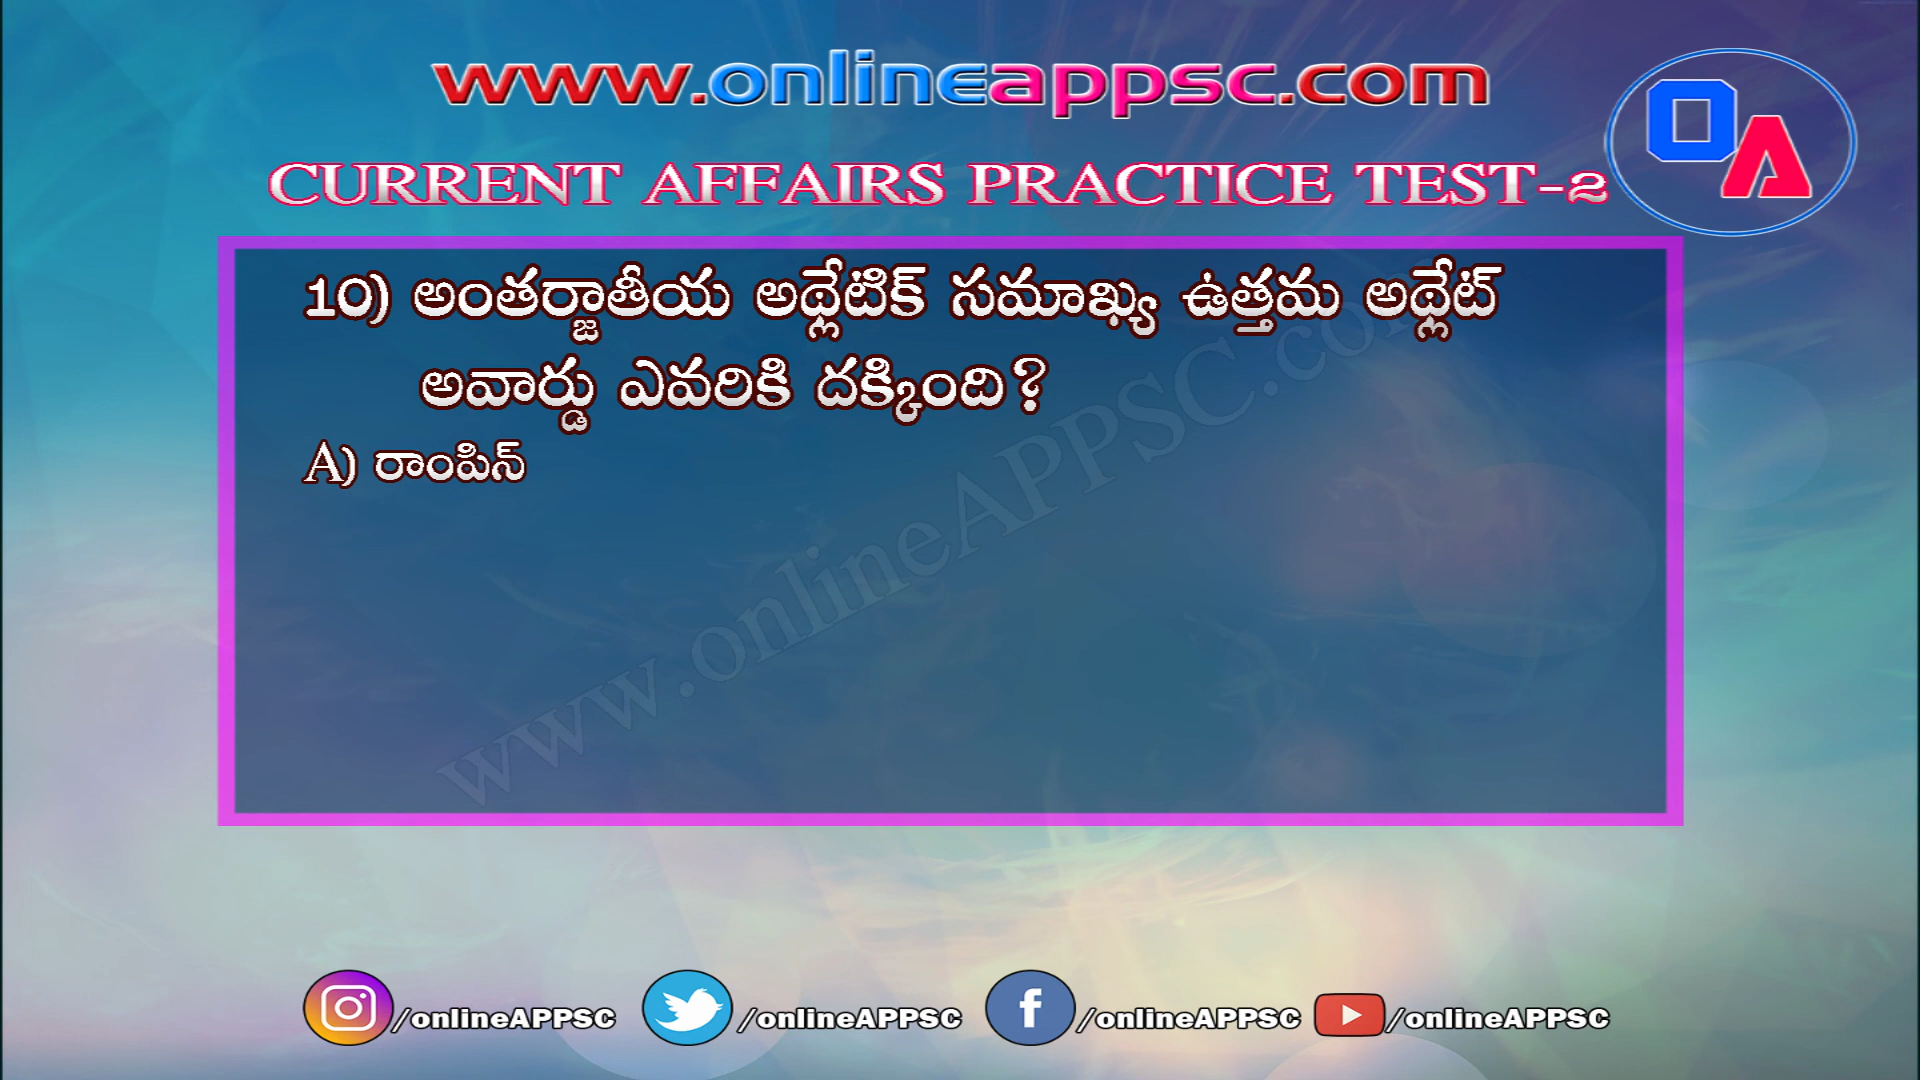 www.onlineappsc.com
OA
CURRENT AFFAIRS PRACTICE TEST-2
10) అంతర్జాతీయ అథ్లేటిక్ సమాఖ్య ఉత్తమ అథ్లేట్
అవార్డు ఎవరికి దక్కింది?
A) రాంపిన్
www.onlineAPPSC.com
/onlineAPPSC /onlineAPPSC /onlineAPPSC /onlineAPPSC